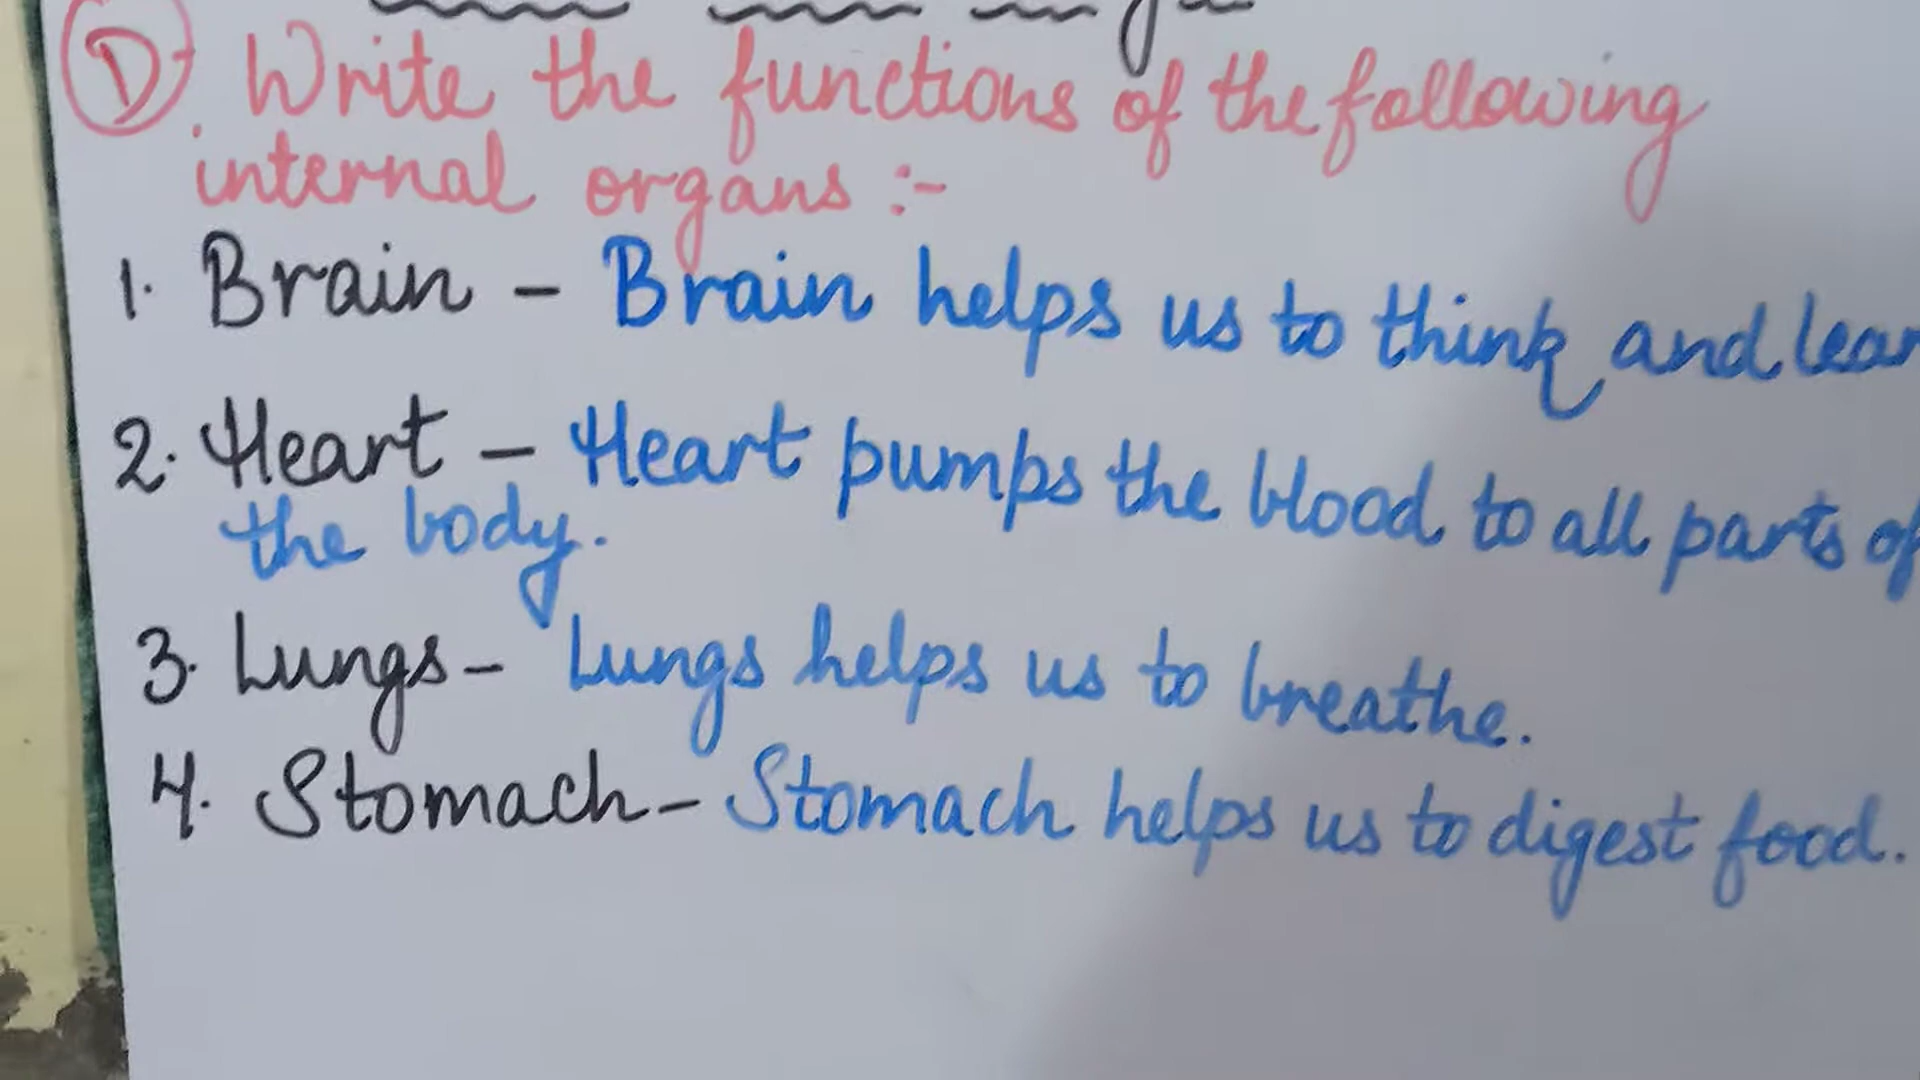 D. Write the functions of the following
internal organs :-
1. Brain - Brain helps us to think and lear
2. Heart - Heart pumps the blood to all parts of
the body.
3. Lungs - Lungs helps us to breathe.
4. Stomach - Stomach helps us to digest food.